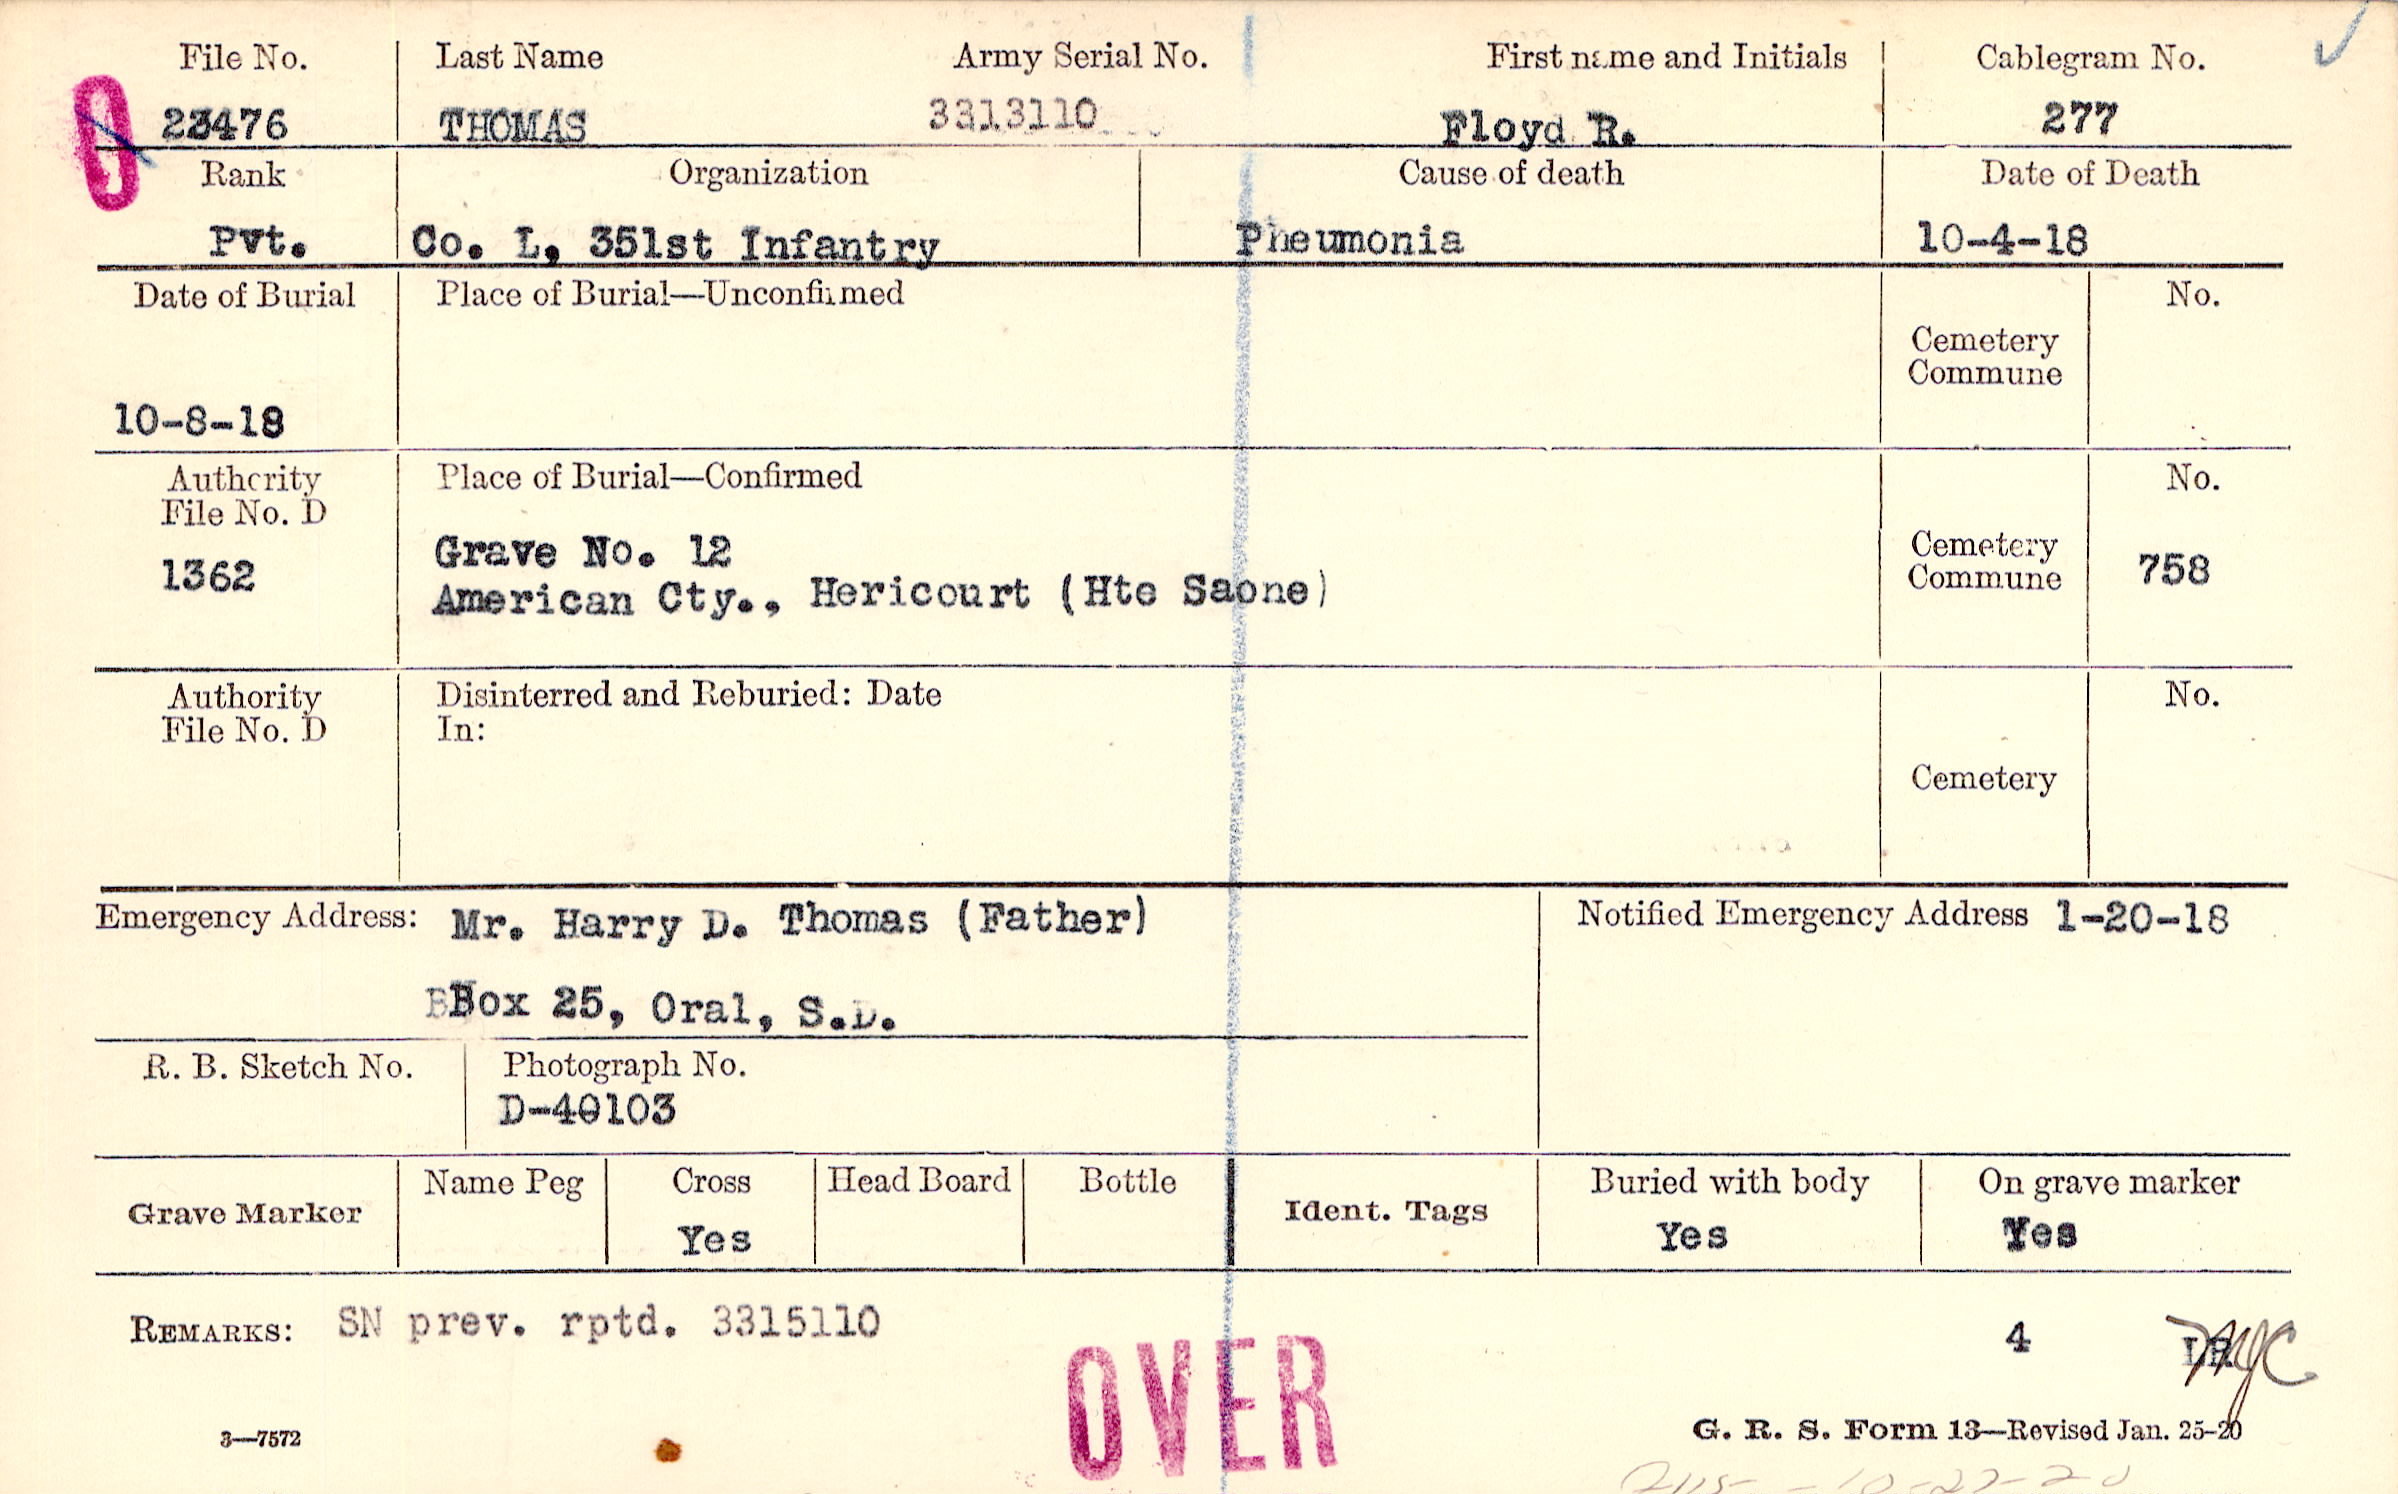 File No. Last Name Army Serial No. First name and Initials Cablegram No.
23476 THOMAS 3313110 Floyd R. 277
Rank Organization Cause of death Date of Death
Pvt. Co. L, 351st Infantry Pneumonia 10-4-18
Date of Burial Place of Burial—Unconfirmed No.
Cemetery
Commune
10-8-18
Authority Place of Burial—Confirmed No.
File No. D
Grave No. 12 Cemetery
1362 American Cty., Hericourt (Hte Saone) Commune 758
Authority Disinterred and Reburied: Date No.
File No. D In:
Cemetery
Emergency Address: Mr. Harry D. Thomas (Father) Notified Emergency Address 1-20-18
BBox 25, Oral, S.D.
R. B. Sketch No. Photograph No.
D-40103
Name Peg Cross Head Board Bottle Buried with body On grave marker
Grave Marker Ident. Tags
Yes Yes Yes
REMARKS: SN prev. rptd. 3315110 4
OVER
3—7572 G. R. S. Form 13—Revised Jan. 25-20